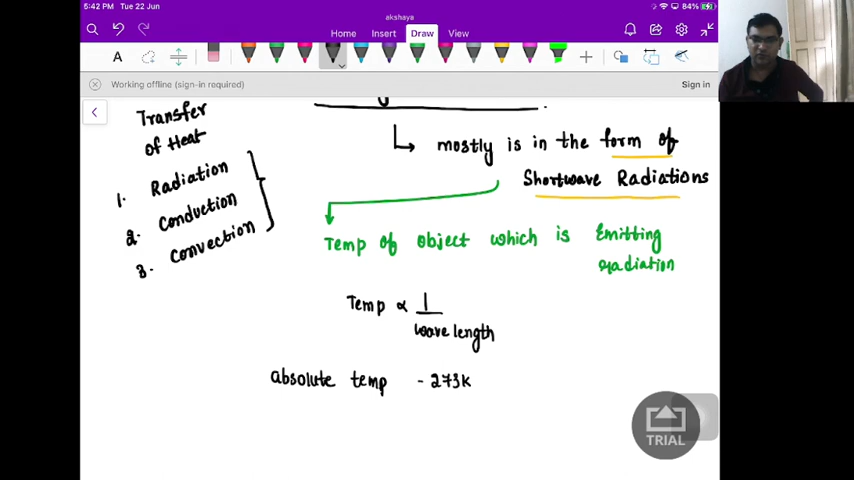 5:42 PM Tue 22 Jun
84%
akshaya
Home Insert Draw View
A
Working offline (sign-in required)
Sign in
Transfer
of Heat
1. Radiation
2. Conduction
3. Convection
mostly is in the form of
Shortwave Radiations
Temp of object which is Emitting
radiation
Temp ∝ 1
wave length
absolute temp - 273K
TRIAL